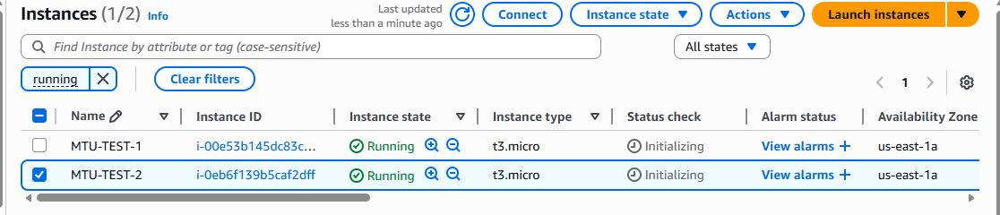 Instances (1/2) Info
Last updated
less than a minute ago
Connect
Instance state
Actions
Launch instances
Find Instance by attribute or tag (case-sensitive)
All states
running
Clear filters
1
Name Instance ID Instance state Instance type Status check Alarm status Availability Zone
MTU-TEST-1 i-00e53b145dc83c... Running t3.micro Initializing View alarms + us-east-1a
MTU-TEST-2 i-0eb6f139b5caf2dff Running t3.micro Initializing View alarms + us-east-1a